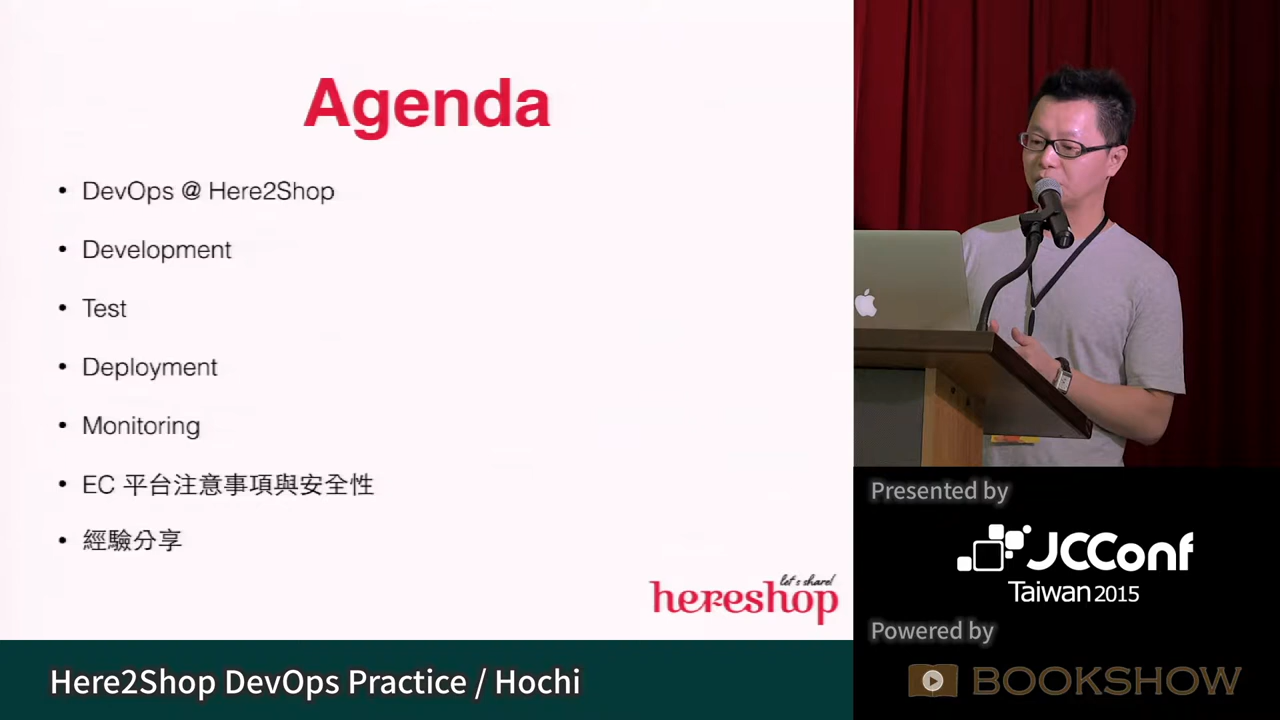 Agenda
DevOps @ Here2Shop
Development
Test
Deployment
Monitoring
EC 平台注意事項與安全性
經驗分享
let's share!
hereshop
Here2Shop DevOps Practice / Hochi
Presented by
JCConf
Taiwan 2015
Powered by
BOOKSHOW